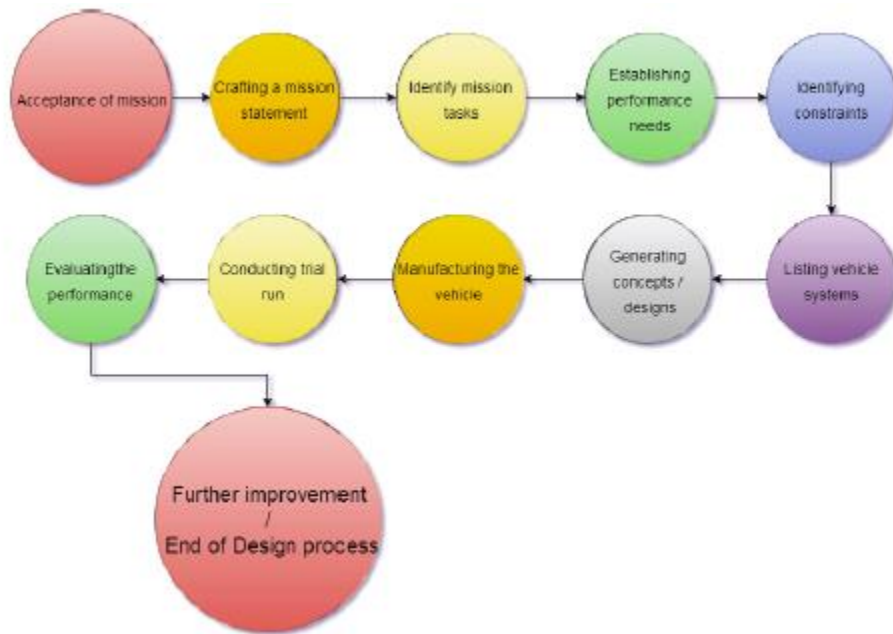 Acceptance of mission
Crafting a mission
statement
Identify mission
tasks
Establishing
performance
needs
Identifying
constraints
Listing vehicle
systems
Generating
concepts /
designs
Manufacturing the
vehicle
Conducting trial
run
Evaluatingthe
performance
Further improvement
/
End of Design process